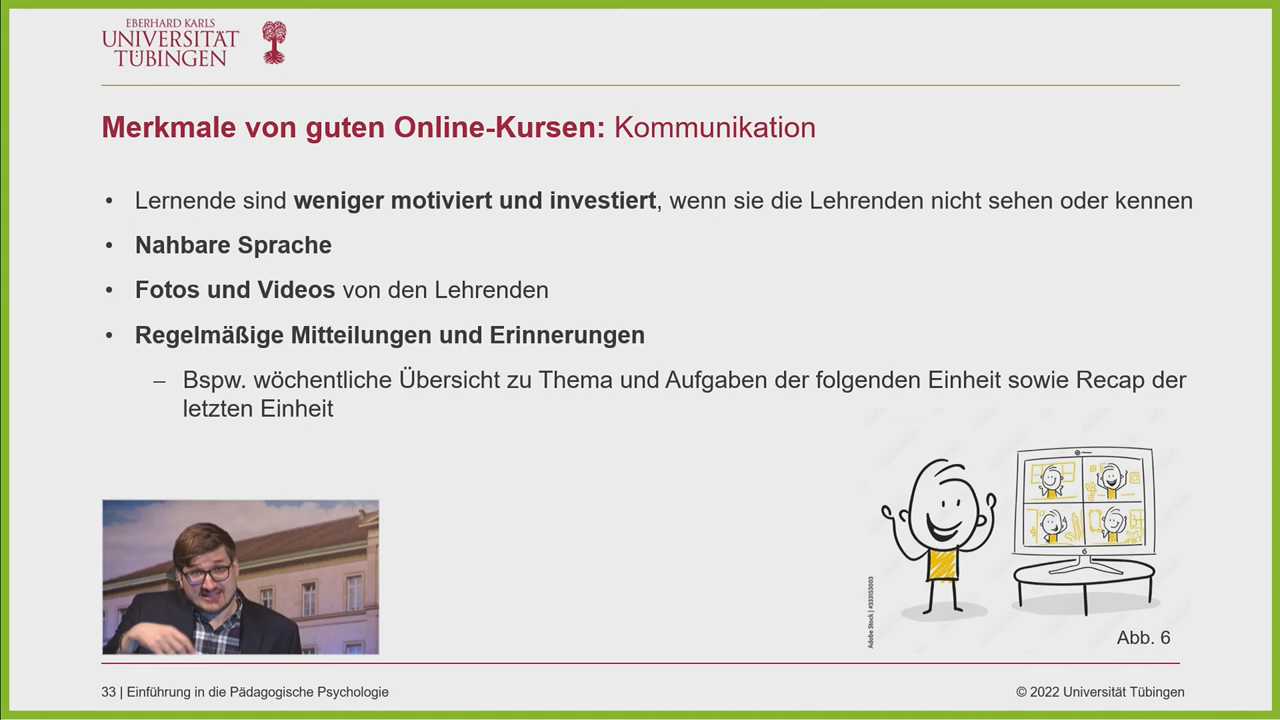 EBERHARD KARLS
UNIVERSITÄT
TÜBINGEN
Merkmale von guten Online-Kursen: Kommunikation
• Lernende sind weniger motiviert und investiert, wenn sie die Lehrenden nicht sehen oder kennen
• Nahbare Sprache
• Fotos und Videos von den Lehrenden
• Regelmäßige Mitteilungen und Erinnerungen
– Bspw. wöchentliche Übersicht zu Thema und Aufgaben der folgenden Einheit sowie Recap der
letzten Einheit
Adobe Stock | #333153003
Abb. 6
33 | Einführung in die Pädagogische Psychologie
© 2022 Universität Tübingen